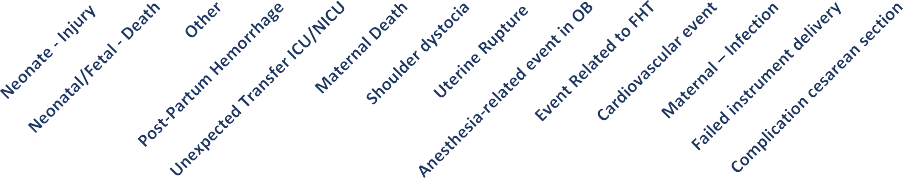 Neonate - Injury
Neonatal/Fetal - Death
Other
Post-Partum Hemorrhage
Unexpected Transfer ICU/NICU
Maternal Death
Shoulder dystocia
Uterine Rupture
Anesthesia-related event in OB
Event Related to FHT
Cardiovascular event
Maternal – Infection
Failed instrument delivery
Complication cesarean section